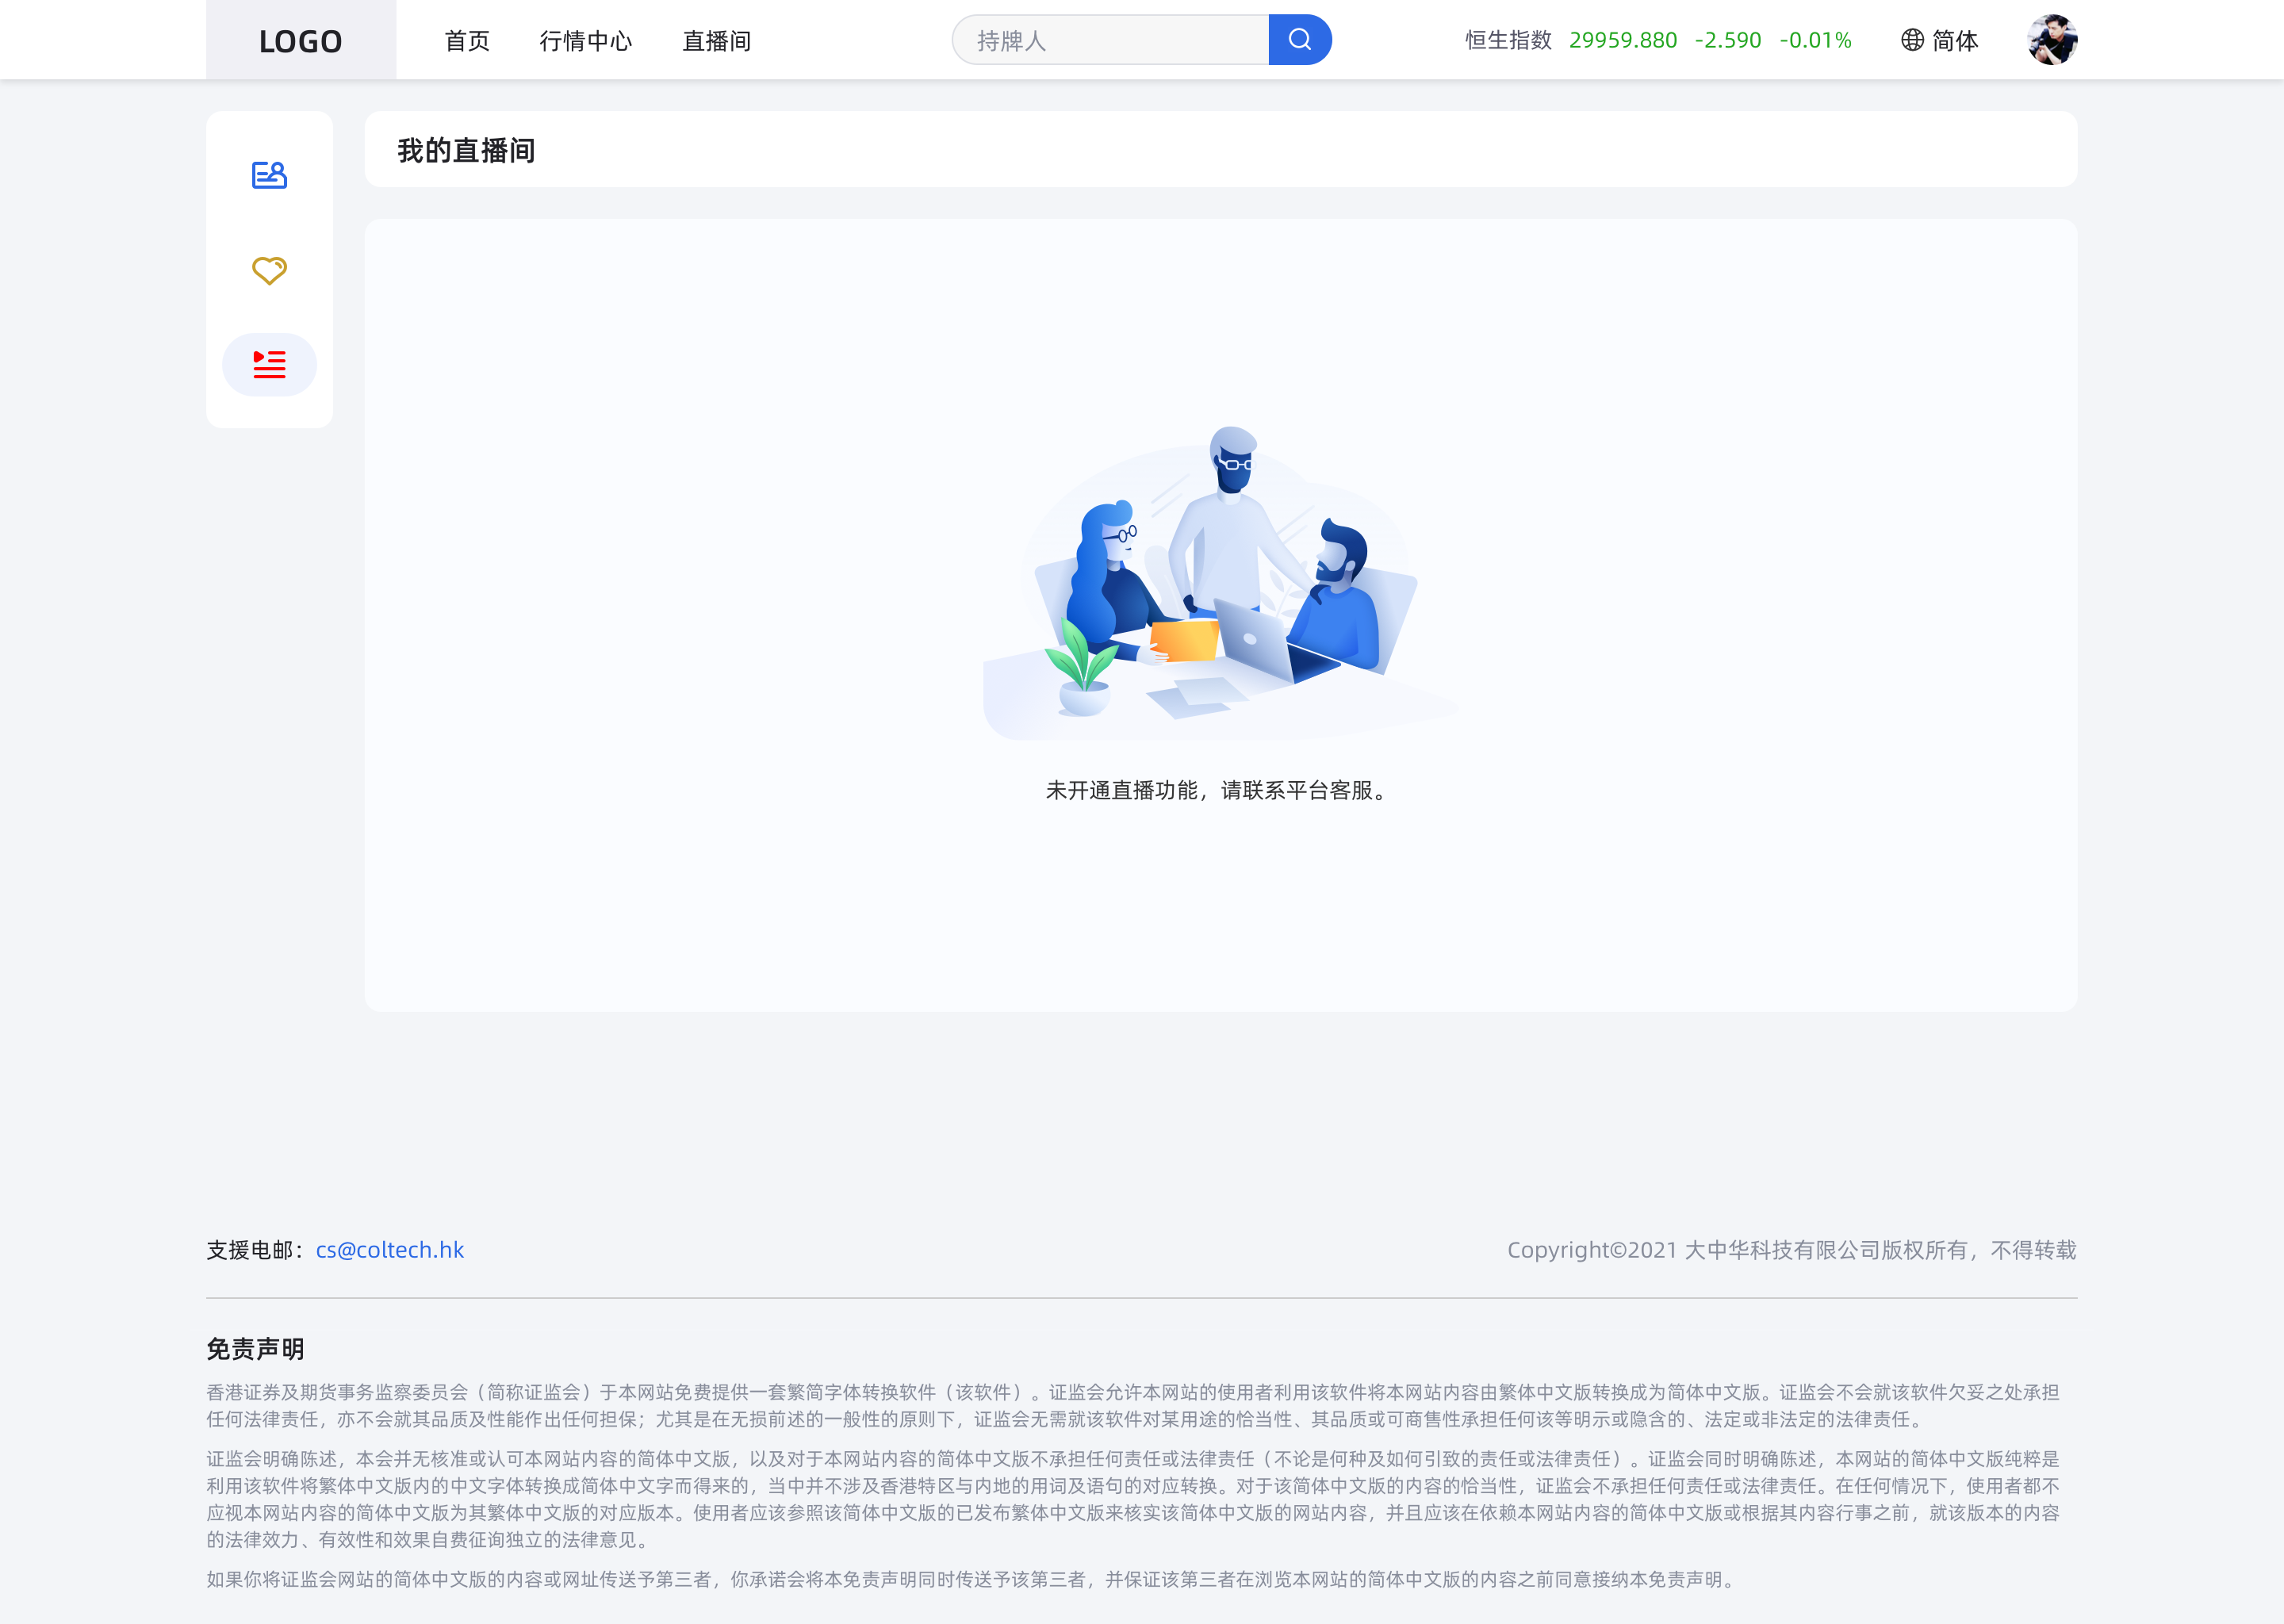 LOGO 首页 行情中心 直播间 持牌人 恒生指数 29959.880 -2.590 -0.01% 简体
我的直播间
未开通直播功能，请联系平台客服。
支援电邮：cs@coltech.hk Copyright©2021 大中华科技有限公司版权所有，不得转载
免责声明
香港证券及期货事务监察委员会（简称证监会）于本网站免费提供一套繁简字体转换软件（该软件）。证监会允许本网站的使用者利用该软件将本网站内容由繁体中文版转换成为简体中文版。证监会不会就该软件欠妥之处承担
任何法律责任，亦不会就其品质及性能作出任何担保；尤其是在无损前述的一般性的原则下，证监会无需就该软件对某用途的恰当性、其品质或可商售性承担任何该等明示或隐含的、法定或非法定的法律责任。
证监会明确陈述，本会并无核准或认可本网站内容的简体中文版，以及对于本网站内容的简体中文版不承担任何责任或法律责任（不论是何种及如何引致的责任或法律责任）。证监会同时明确陈述，本网站的简体中文版纯粹是
利用该软件将繁体中文版内的中文字体转换成简体中文字而得来的，当中并不涉及香港特区与内地的用词及语句的对应转换。对于该简体中文版的内容的恰当性，证监会不承担任何责任或法律责任。在任何情况下，使用者都不
应视本网站内容的简体中文版为其繁体中文版的对应版本。使用者应该参照该简体中文版的已发布繁体中文版来核实该简体中文版的网站内容，并且应该在依赖本网站内容的简体中文版或根据其内容行事之前，就该版本的内容
的法律效力、有效性和效果自费征询独立的法律意见。
如果你将证监会网站的简体中文版的内容或网址传送予第三者，你承诺会将本免责声明同时传送予该第三者，并保证该第三者在浏览本网站的简体中文版的内容之前同意接纳本免责声明。